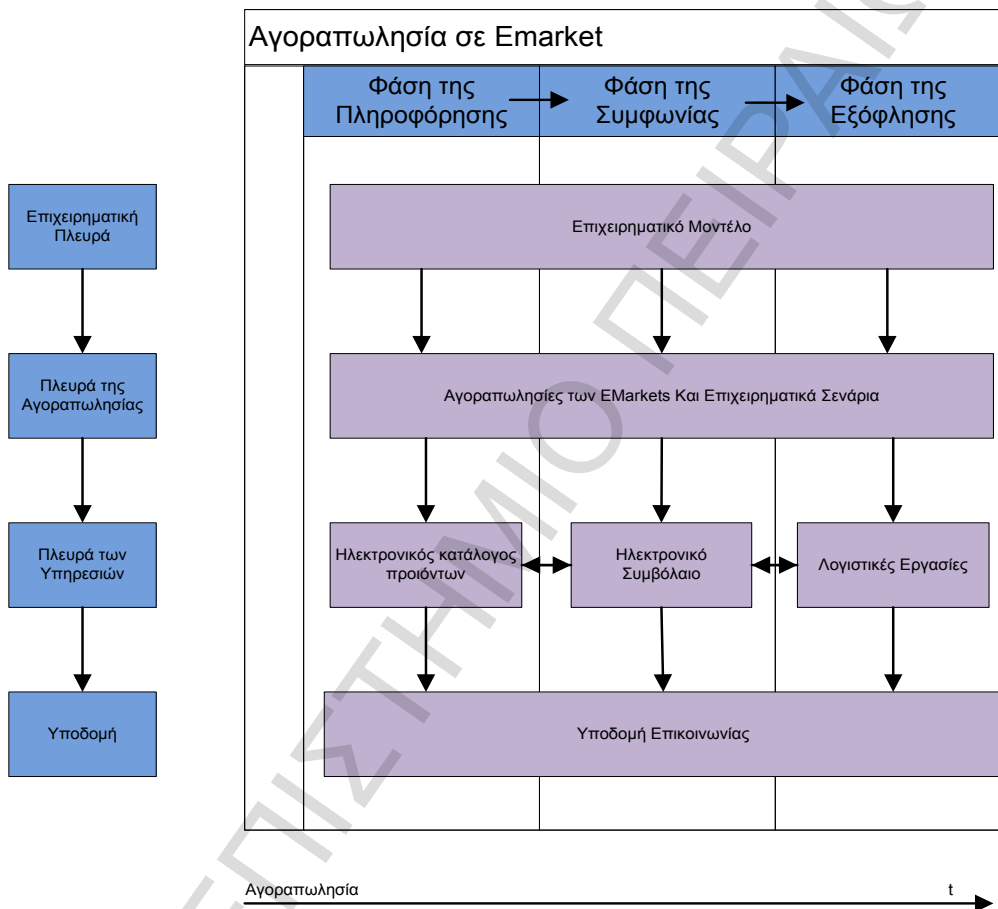 Αγοραπωλησία σε Emarket
Φάση της
Πληροφόρησης
Φάση της
Συμφωνίας
Φάση της
Εξόφλησης
Επιχειρηματική
Πλευρά
Επιχειρηματικό Μοντέλο
Πλευρά της
Αγοραπωλησίας
Αγοραπωλησίες των EMarkets Και Επιχειρηματικά Σενάρια
Πλευρά των
Υπηρεσιών
Ηλεκτρονικός κατάλογος
προιόντων
Ηλεκτρονικό
Συμβόλαιο
Λογιστικές Εργασίες
Υποδομή
Υποδομή Επικοινωνίας
Αγοραπωλησία
t